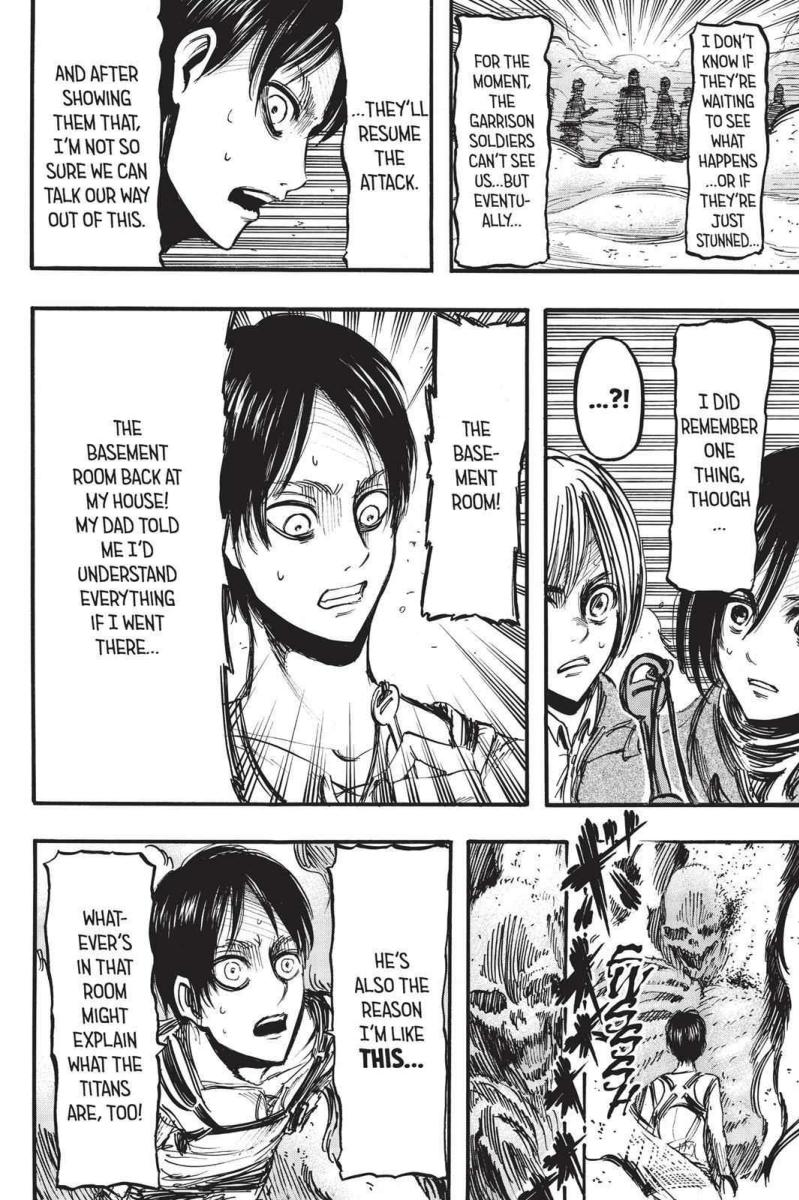 I DON'T
KNOW IF
THEY'RE
WAITING
TO SEE
WHAT
HAPPENS
...OR IF
THEY'RE
JUST
STUNNED...
FOR THE
MOMENT,
THE
GARRISON
SOLDIERS
CAN'T SEE
US...BUT
EVENTU-
ALLY...
...THEY'LL
RESUME
THE
ATTACK.
AND AFTER
SHOWING
THEM THAT,
I'M NOT SO
SURE WE CAN
TALK OUR WAY
OUT OF THIS.
I DID
REMEMBER
ONE
THING,
THOUGH
...
...?!
THE
BASE-
MENT
ROOM!
THE
BASEMENT
ROOM BACK AT
MY HOUSE!
MY DAD TOLD
ME I'D
UNDERSTAND
EVERYTHING
IF I WENT
THERE...
FWSSSH
HE'S
ALSO THE
REASON
I'M LIKE
THIS...
WHAT-
EVER'S
IN THAT
ROOM
MIGHT
EXPLAIN
WHAT THE
TITANS
ARE, TOO!